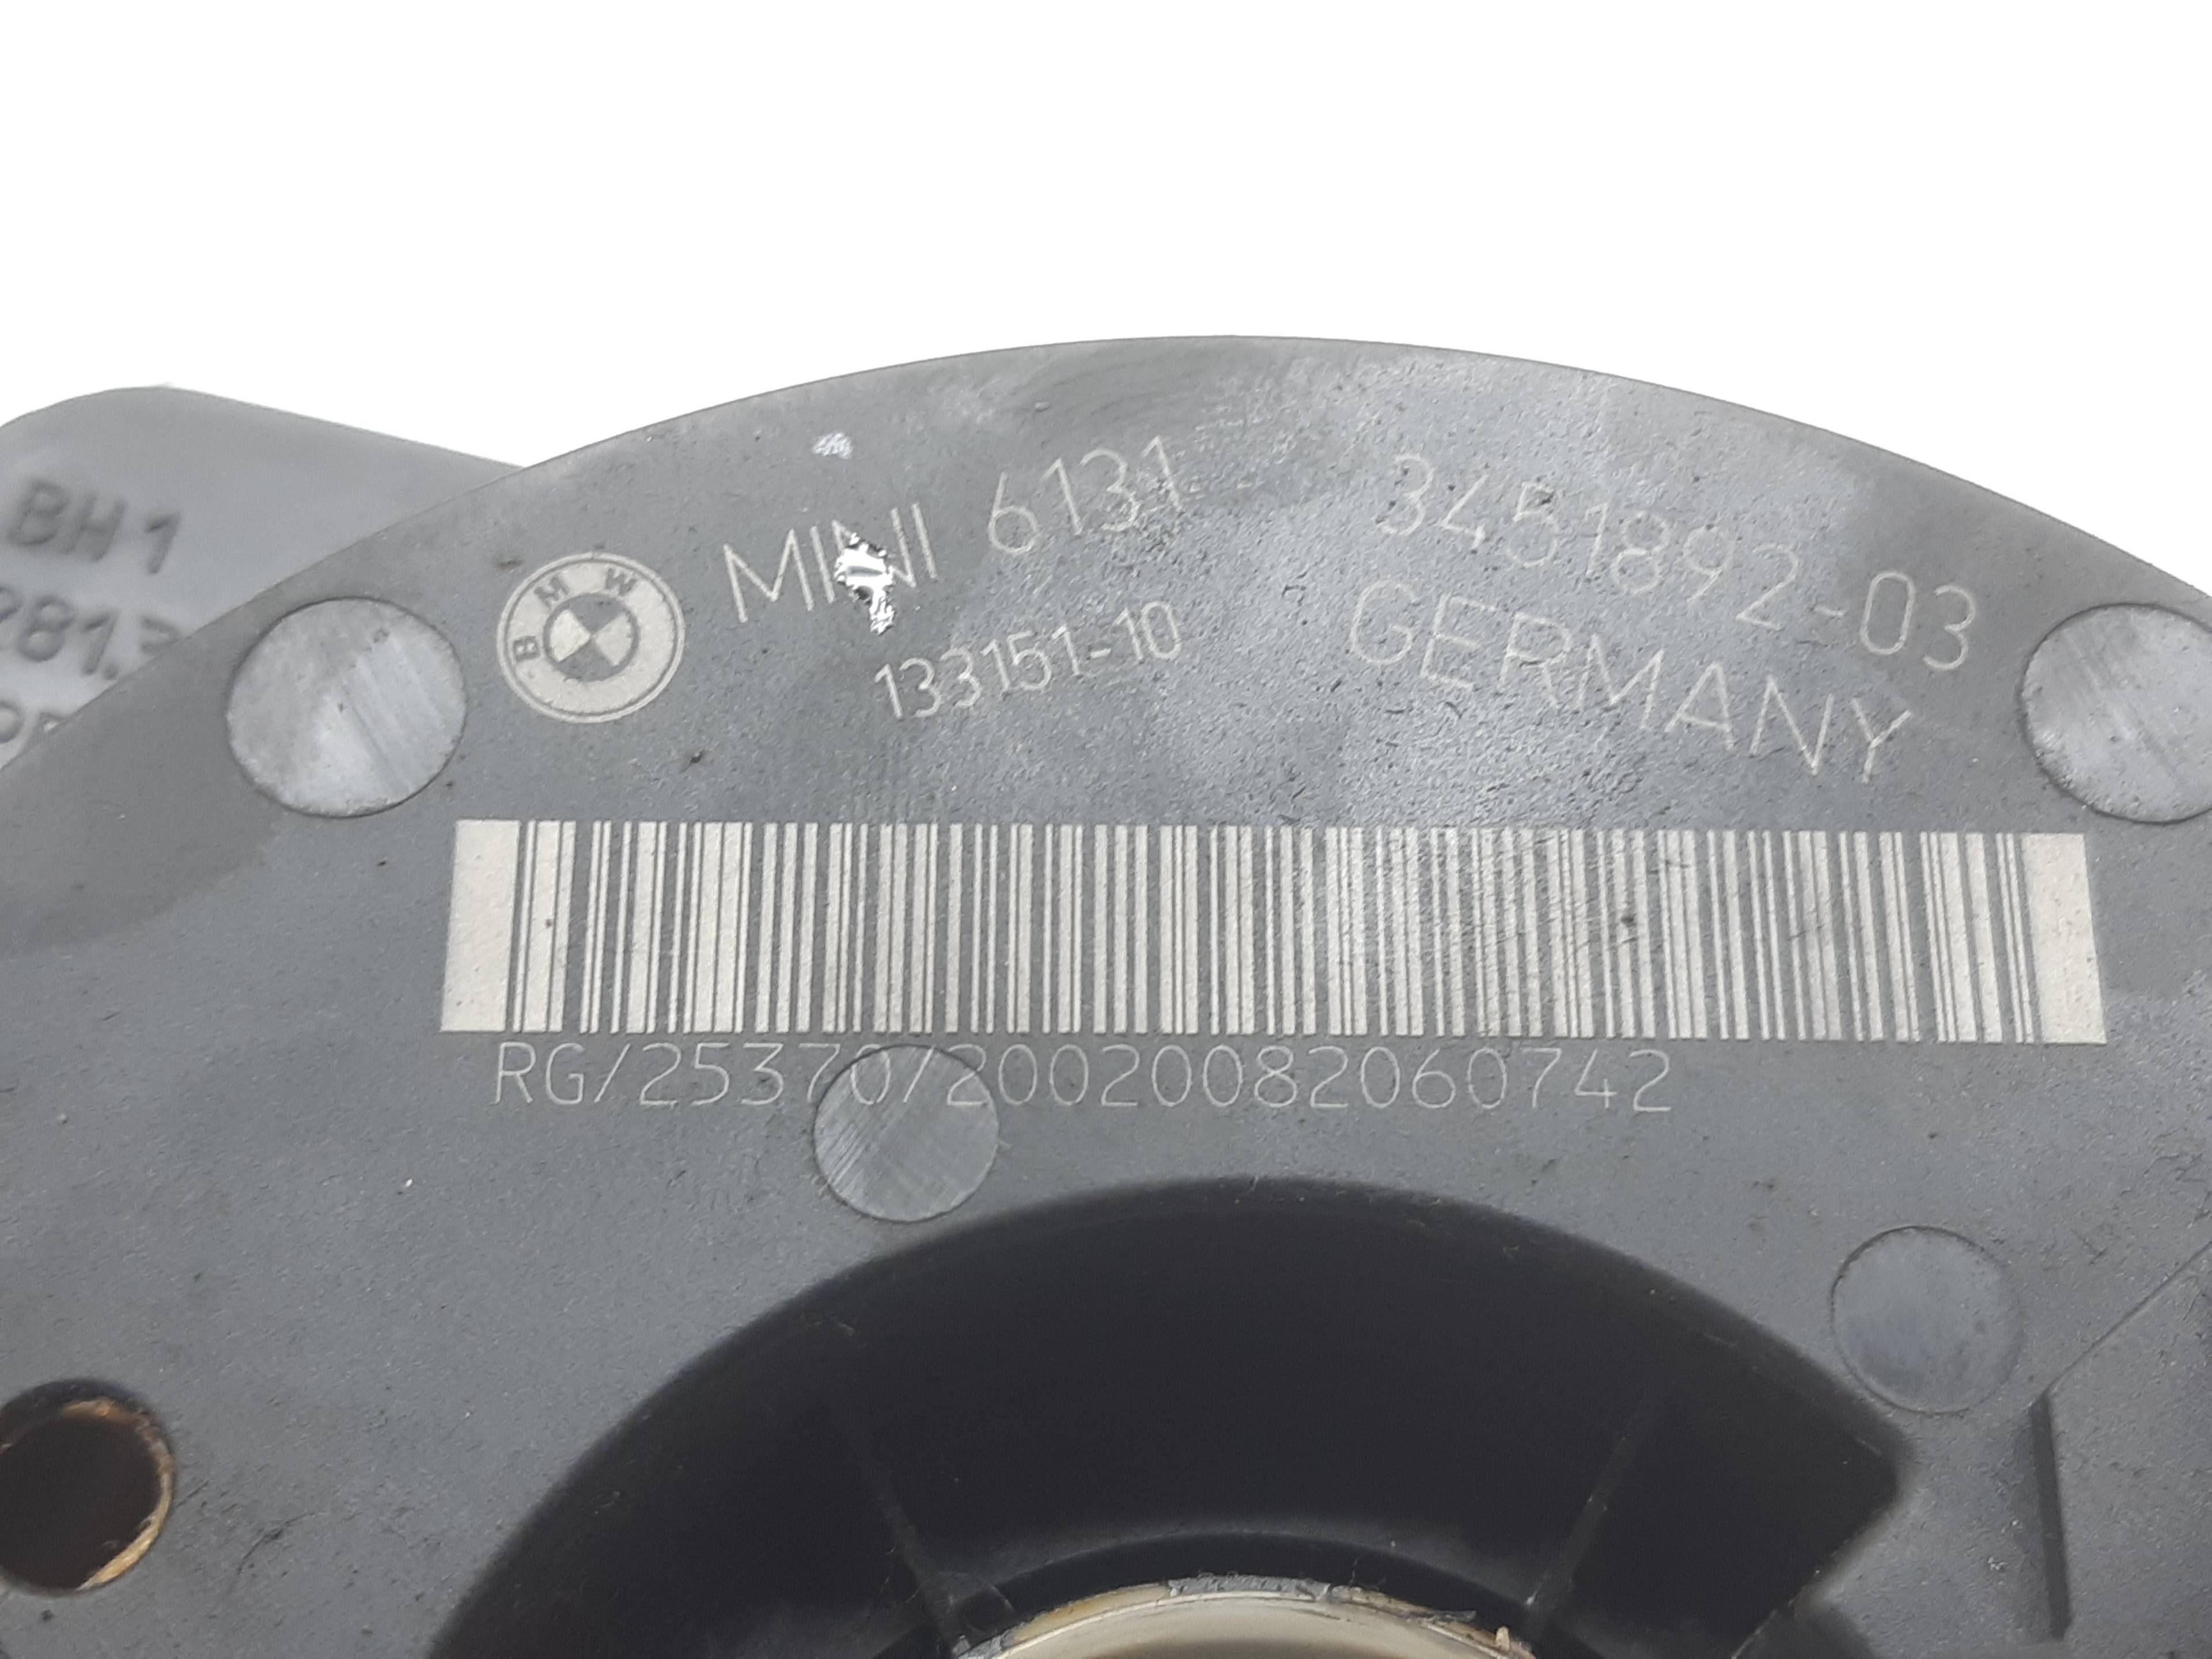 BH1
BMW
MINI 6131 3451892-03
133151-10 GERMANY
RG/25370/20020082060742